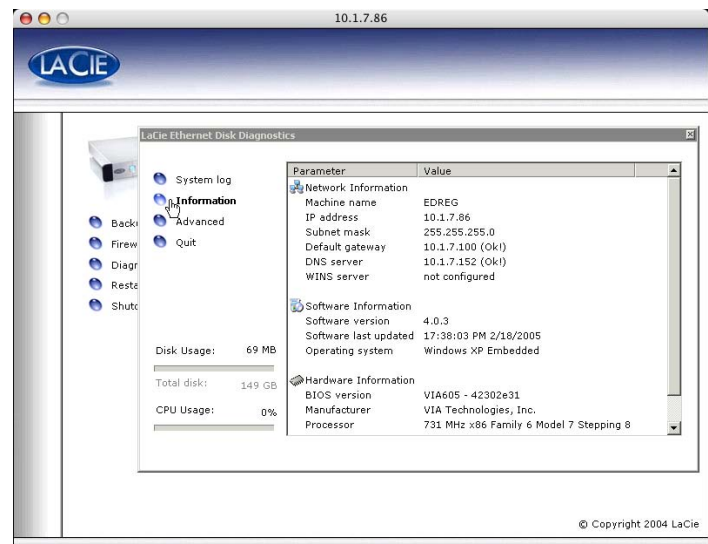 10.1.7.86
LACIE
LaCie Ethernet Disk Diagnostics
System log
Information
Advanced
Quit
Backu
Firew
Diagr
Resta
Shutd
Disk Usage: 69 MB
Total disk: 149 GB
CPU Usage: 0%
Parameter Value
Network Information
Machine name EDREG
IP address 10.1.7.86
Subnet mask 255.255.255.0
Default gateway 10.1.7.100 (Ok!)
DNS server 10.1.7.152 (Ok!)
WINS server not configured
Software Information
Software version 4.0.3
Software last updated 17:38:03 PM 2/18/2005
Operating system Windows XP Embedded
Hardware Information
BIOS version VIA605 - 42302e31
Manufacturer VIA Technologies, Inc.
Processor 731 MHz x86 Family 6 Model 7 Stepping 8
© Copyright 2004 LaCie